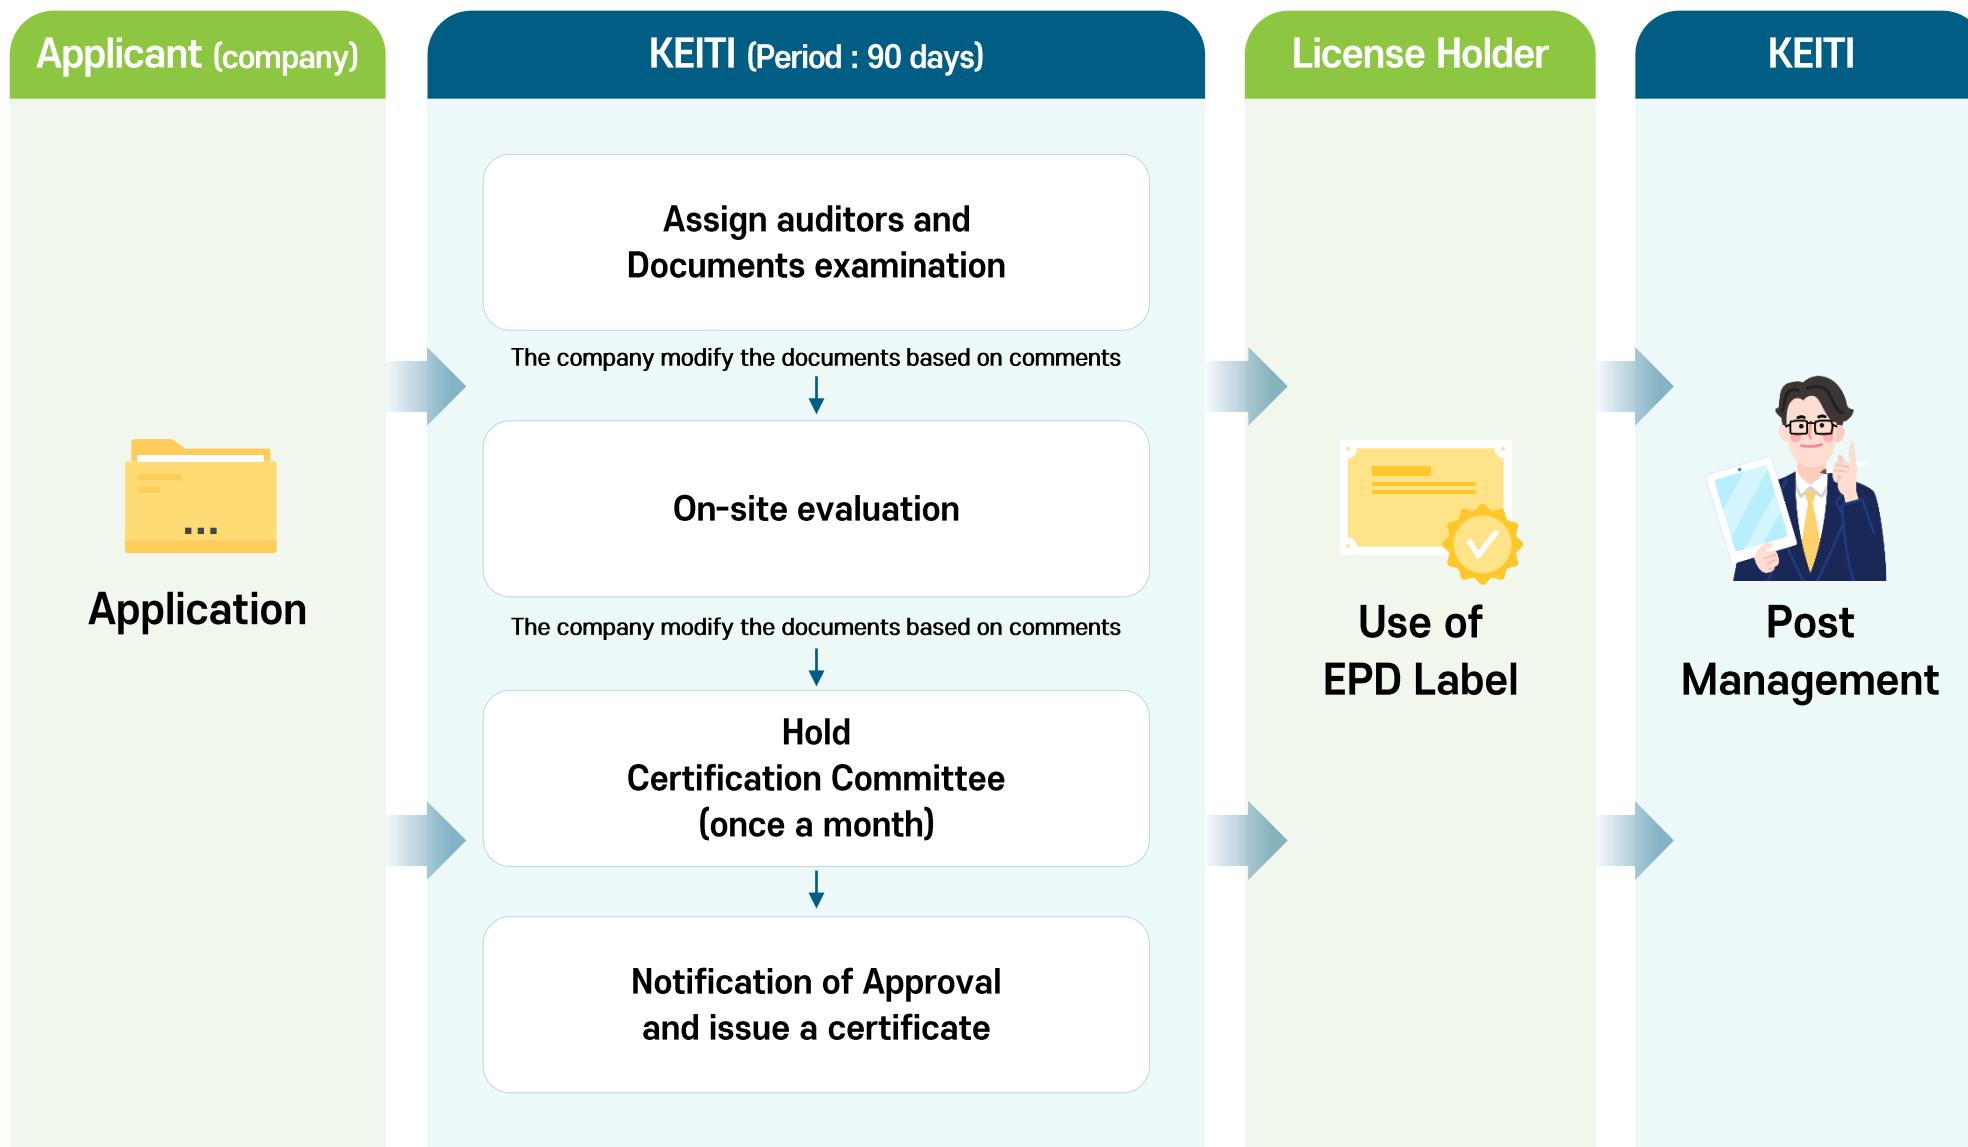 Applicant (company)
Application
KEITI (Period : 90 days)
Assign auditors and
Documents examination
The company modify the documents based on comments
On-site evaluation
The company modify the documents based on comments
Hold
Certification Committee
(once a month)
Notification of Approval
and issue a certificate
License Holder
Use of
EPD Label
KEITI
Post
Management